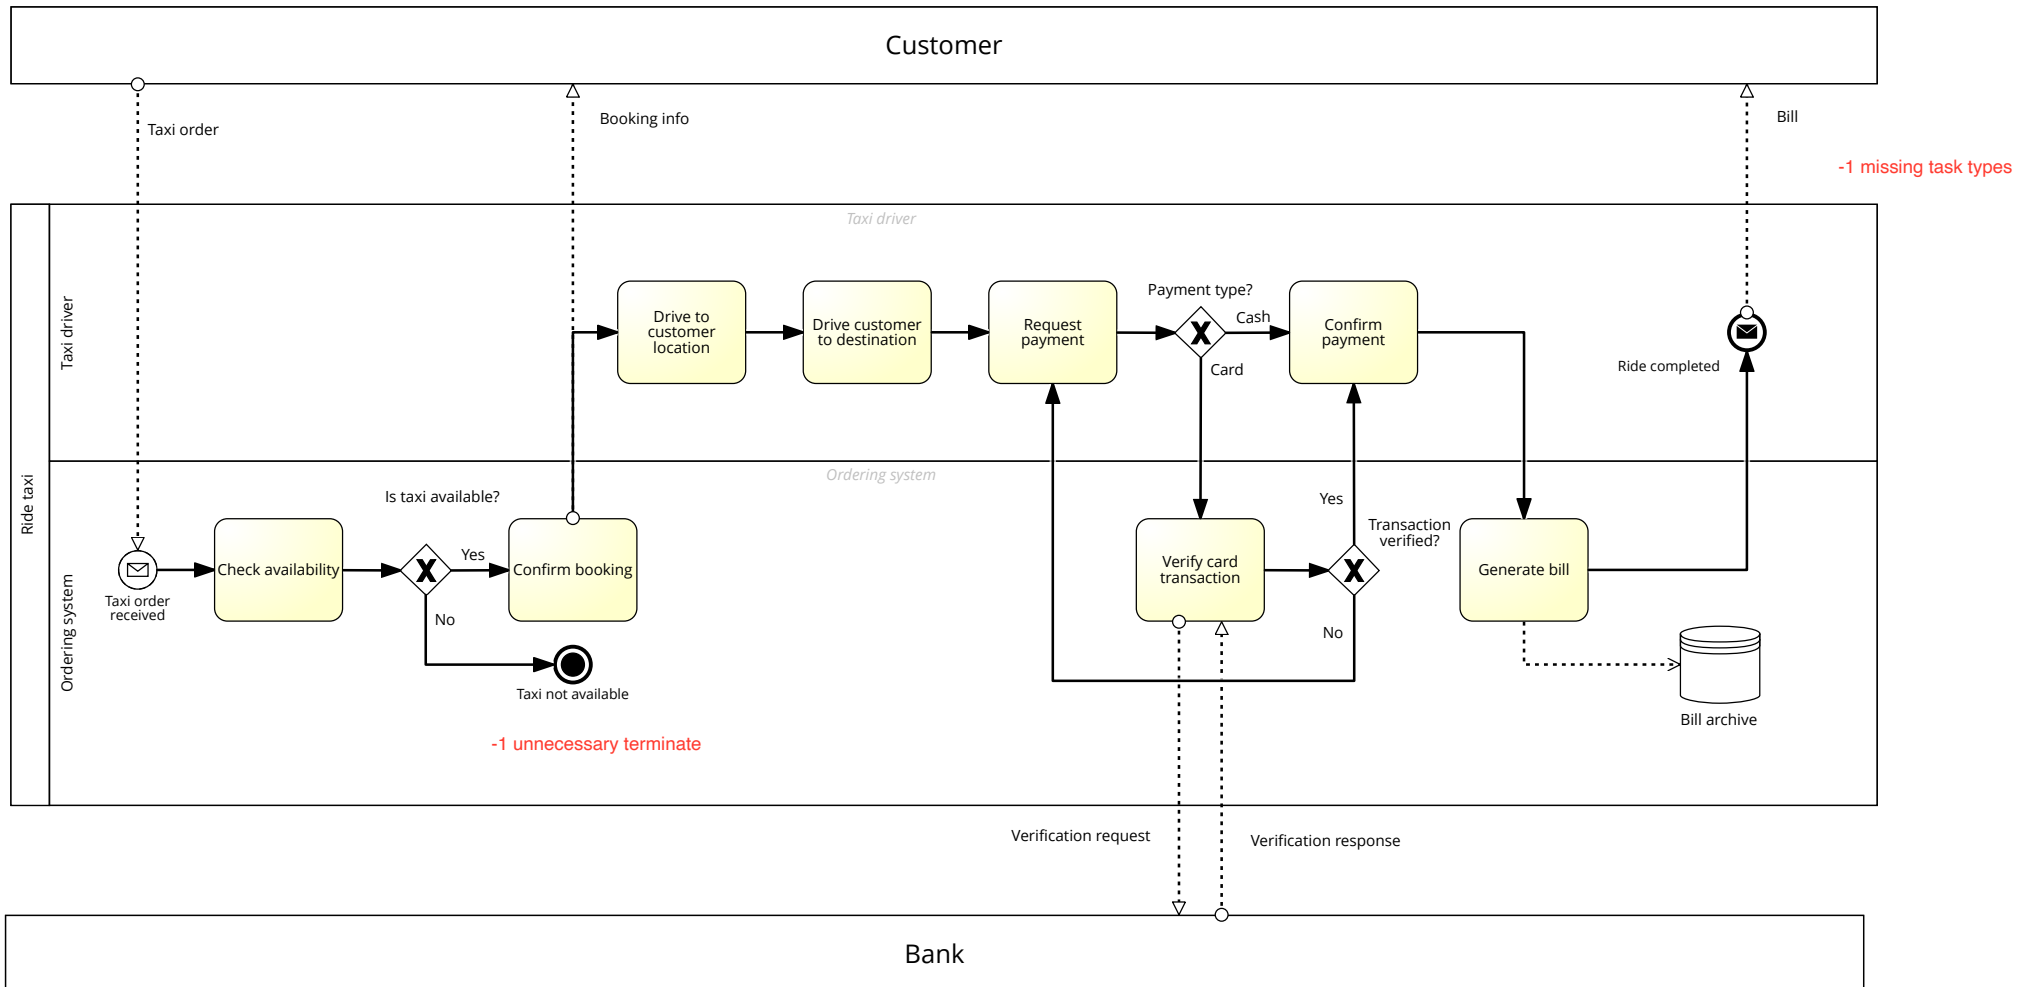 Customer
Taxi order
Booking info
Bill
-1 missing task types
Ride taxi
Taxi driver
Taxi driver
Drive to
customer
location
Drive customer
to destination
Request
payment
Payment type?
Cash
Card
Confirm
payment
Ride completed
Ordering system
Ordering system
Taxi order
received
Check availability
Is taxi available?
Yes
No
Confirm booking
Taxi not available
-1 unnecessary terminate
Verify card
transaction
Yes
Transaction
verified?
No
Generate bill
Bill archive
Verification request
Verification response
Bank